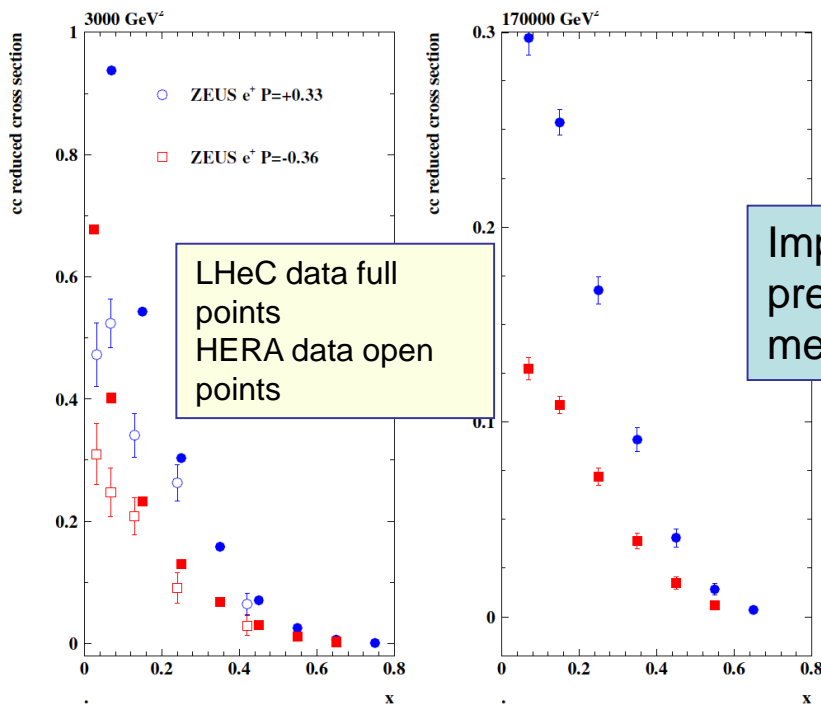 3000 GeV²
cc reduced cross section
1
0.8
0.6
0.4
0.2
0
ZEUS e⁺ P=+0.33
ZEUS e⁺ P=-0.36
LHeC data full
points
HERA data open
points
0 0.2 0.4 0.6 0.8
.
x
170000 GeV²
cc reduced cross section
0.3
0.2
0.1
0
0 0.2 0.4 0.6 0.8
.
x